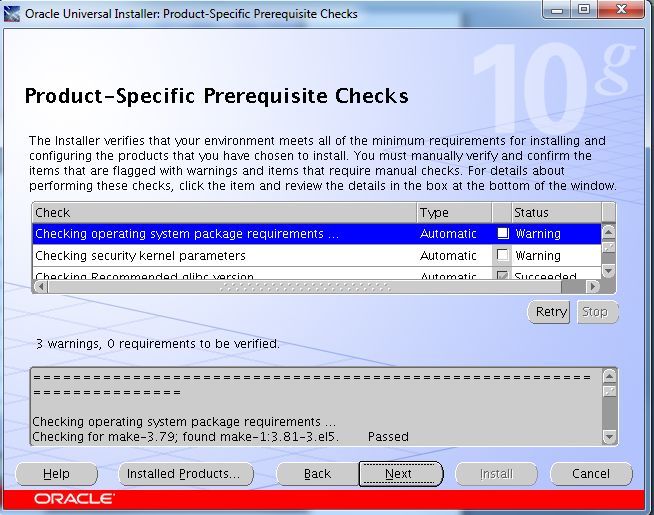 Oracle Universal Installer: Product-Specific Prerequisite Checks
10g
Product-Specific Prerequisite Checks
The Installer verifies that your environment meets all of the minimum requirements for installing and
configuring the products that you have chosen to install. You must manually verify and confirm the
items that are flagged with warnings and items that require manual checks. For details about
performing these checks, click the item and review the details in the box at the bottom of the window.
Check Type Status
Checking operating system package requirements ... Automatic Warning
Checking security kernel parameters Automatic Warning
Checking Recommended glibc version Automatic Succeeded
Retry Stop
3 warnings, 0 requirements to be verified.
=============================================================
================
Checking operating system package requirements ...
Checking for make-3.79; found make-1:3.81-3.el5. Passed
Help Installed Products... Back Next Install Cancel
ORACLE